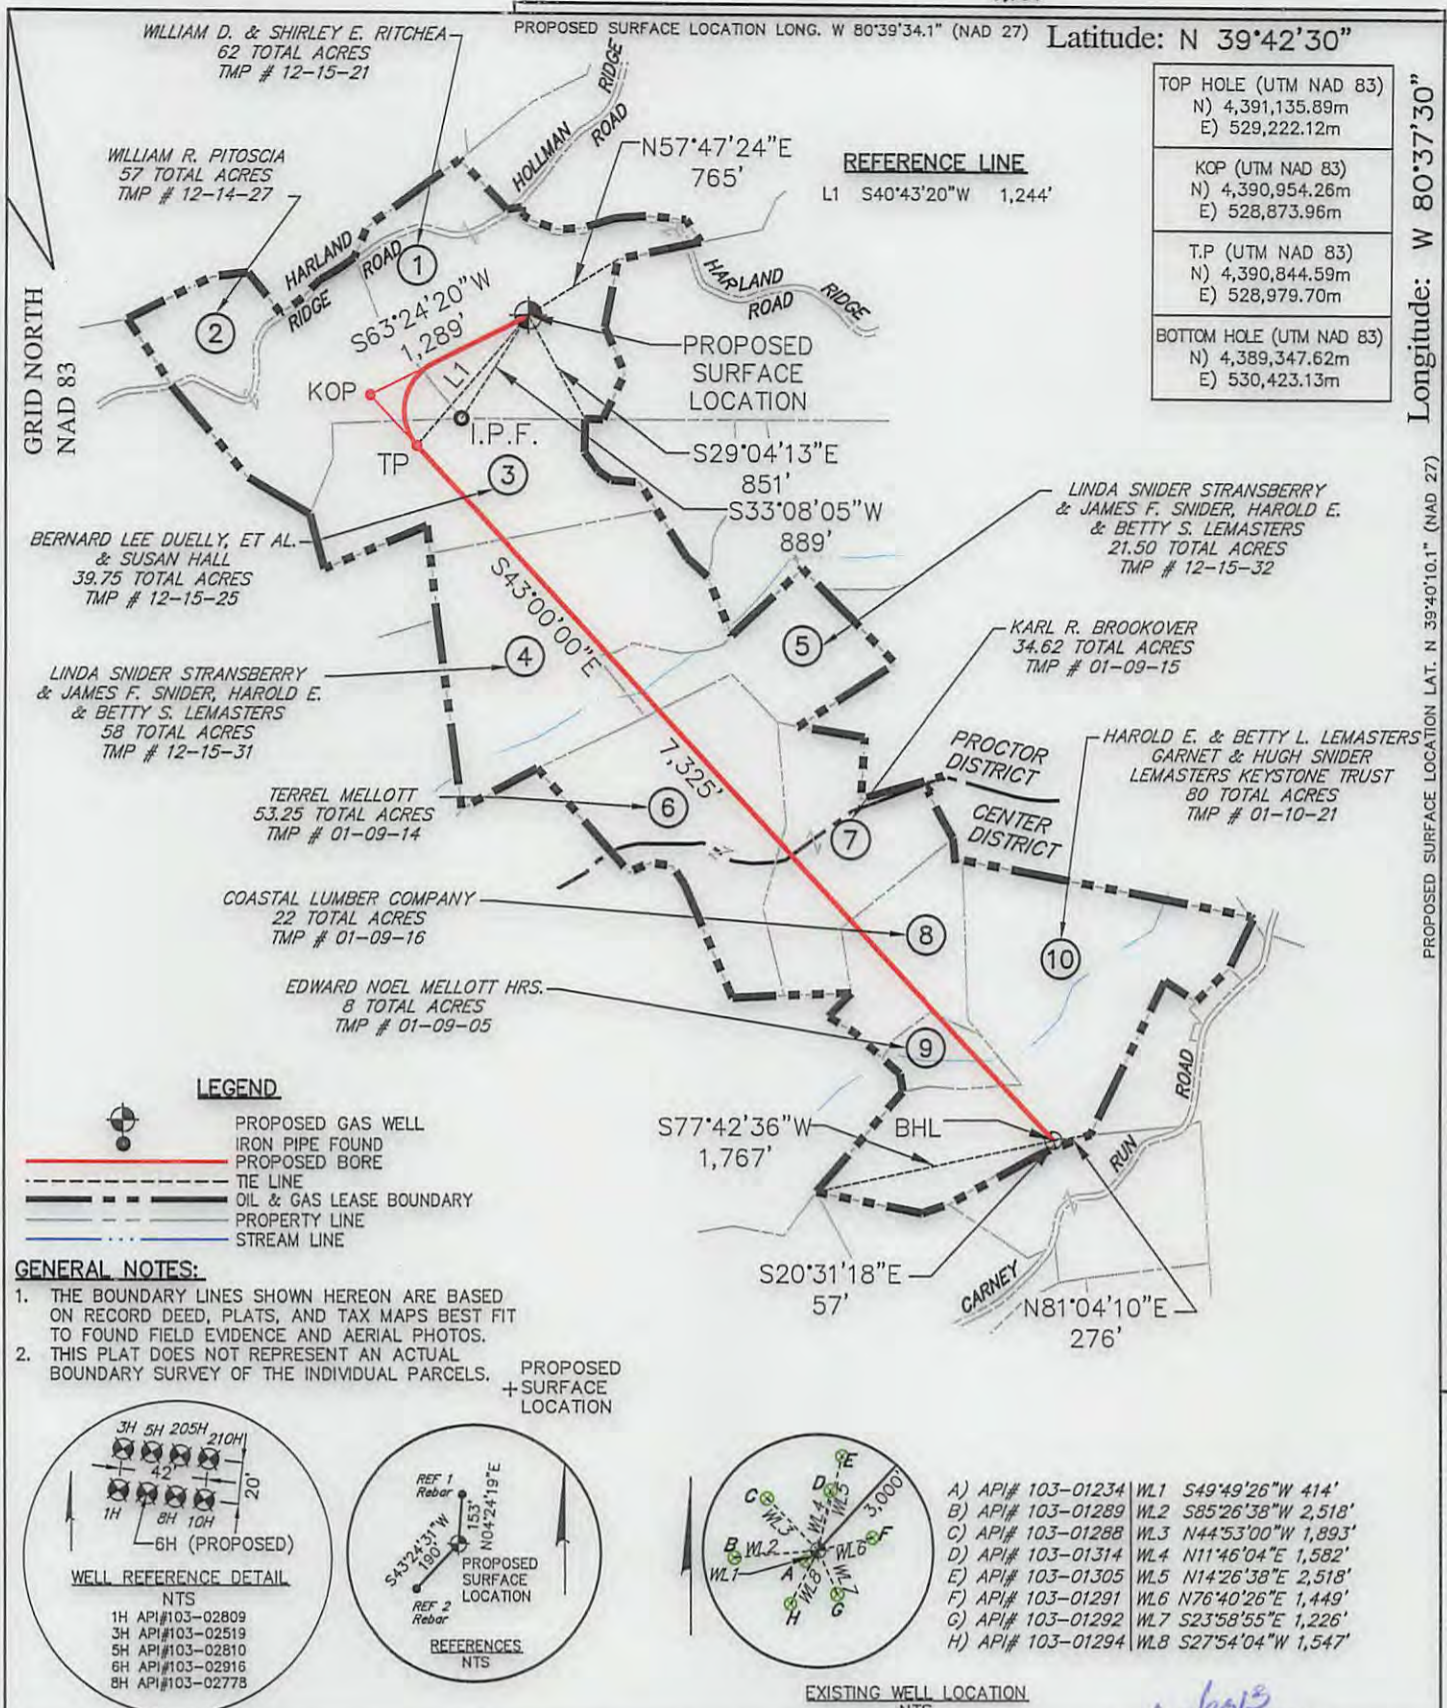 PROPOSED SURFACE LOCATION LONG. W 80°39'34.1" (NAD 27)
Latitude: N 39°42'30"
WILLIAM D. & SHIRLEY E. RITCHEA
62 TOTAL ACRES
TMP # 12-15-21
WILLIAM R. PITOSCIA
57 TOTAL ACRES
TMP # 12-14-27
HOLLMAN RIDGE
ROAD
N57°47'24"E
765'
REFERENCE LINE
L1 S40°43'20"W 1,244'
TOP HOLE (UTM NAD 83)
N) 4,391,135.89m
E) 529,222.12m
KOP (UTM NAD 83)
N) 4,390,954.26m
E) 528,873.96m
T.P (UTM NAD 83)
N) 4,390,844.59m
E) 528,979.70m
BOTTOM HOLE (UTM NAD 83)
N) 4,389,347.62m
E) 530,423.13m
Longitude: W 80°37'30"
PROPOSED SURFACE LOCATION LAT. N 39°40'10.1" (NAD 27)
GRID NORTH
NAD 83
HARLAND
RIDGE
ROAD
1
2
HARLAND RIDGE
ROAD
S63°24'20"W
1,289'
L1
KOP
TP
I.P.F.
PROPOSED
SURFACE
LOCATION
S29°04'13"E
851'
S33°08'05"W
889'
3
BERNARD LEE DUELLY, ET AL.
& SUSAN HALL
39.75 TOTAL ACRES
TMP # 12-15-25
LINDA SNIDER STRANSBERRY
& JAMES F. SNIDER, HAROLD E.
& BETTY S. LEMASTERS
21.50 TOTAL ACRES
TMP # 12-15-32
S43°00'00"E
7,325'
4
5
LINDA SNIDER STRANSBERRY
& JAMES F. SNIDER, HAROLD E.
& BETTY S. LEMASTERS
58 TOTAL ACRES
TMP # 12-15-31
KARL R. BROOKOVER
34.62 TOTAL ACRES
TMP # 01-09-15
PROCTOR
DISTRICT
CENTER
DISTRICT
HAROLD E. & BETTY L. LEMASTERS
GARNET & HUGH SNIDER
LEMASTERS KEYSTONE TRUST
80 TOTAL ACRES
TMP # 01-10-21
TERREL MELLOTT
53.25 TOTAL ACRES
TMP # 01-09-14
6
7
COASTAL LUMBER COMPANY
22 TOTAL ACRES
TMP # 01-09-16
8
10
EDWARD NOEL MELLOTT HRS.
8 TOTAL ACRES
TMP # 01-09-05
9
S77°42'36"W
1,767'
BHL
CARNEY RUN ROAD
S20°31'18"E
57'
N81°04'10"E
276'
LEGEND
PROPOSED GAS WELL
IRON PIPE FOUND
PROPOSED BORE
TIE LINE
OIL & GAS LEASE BOUNDARY
PROPERTY LINE
STREAM LINE
GENERAL NOTES:
1. THE BOUNDARY LINES SHOWN HEREON ARE BASED
ON RECORD DEED, PLATS, AND TAX MAPS BEST FIT
TO FOUND FIELD EVIDENCE AND AERIAL PHOTOS.
2. THIS PLAT DOES NOT REPRESENT AN ACTUAL
BOUNDARY SURVEY OF THE INDIVIDUAL PARCELS.
3H 5H 205H 210H
42'
20'
1H 8H 10H
6H (PROPOSED)
WELL REFERENCE DETAIL
NTS
1H API#103-02809
3H API#103-02519
5H API#103-02810
6H API#103-02916
8H API#103-02778
+ PROPOSED
SURFACE
LOCATION
REF 1
Rebar
153'
N04°24'19"E
S43°24'31"W
190'
PROPOSED
SURFACE
LOCATION
REF 2
Rebar
REFERENCES
NTS
3,000'
A
B
C
D
E
F
G
H
WL1
WL2
WL3
WL4
WL5
WL6
WL7
WL8
A) API# 103-01234 WL1 S49°49'26"W 414'
B) API# 103-01289 WL2 S85°26'38"W 2,518'
C) API# 103-01288 WL3 N44°53'00"W 1,893'
D) API# 103-01314 WL4 N11°46'04"E 1,582'
E) API# 103-01305 WL5 N14°26'38"E 2,518'
F) API# 103-01291 WL6 N76°40'26"E 1,449'
G) API# 103-01292 WL7 S23°58'55"E 1,226'
H) API# 103-01294 WL8 S27°54'04"W 1,547'
EXISTING WELL LOCATION